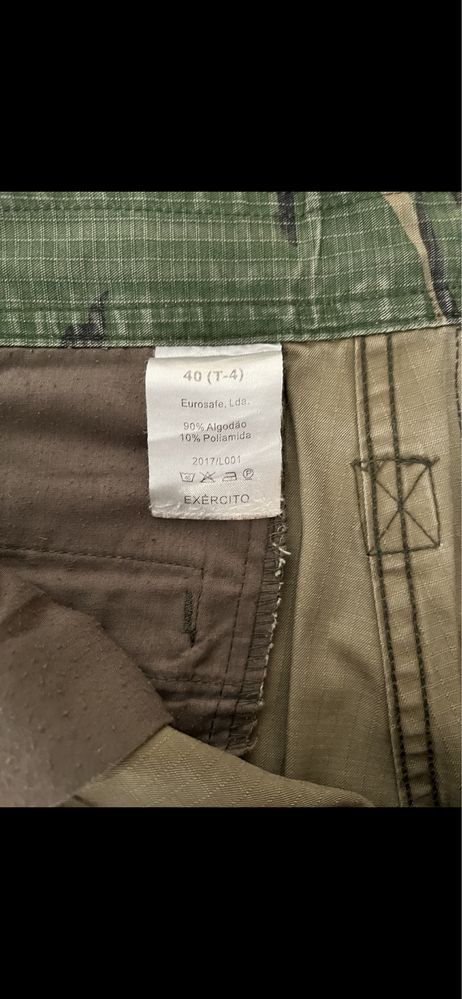 40 (T-4)
Eurosafe, Lda.
90% Algodão
10% Poliamida
2017/L001
EXÉRCITO